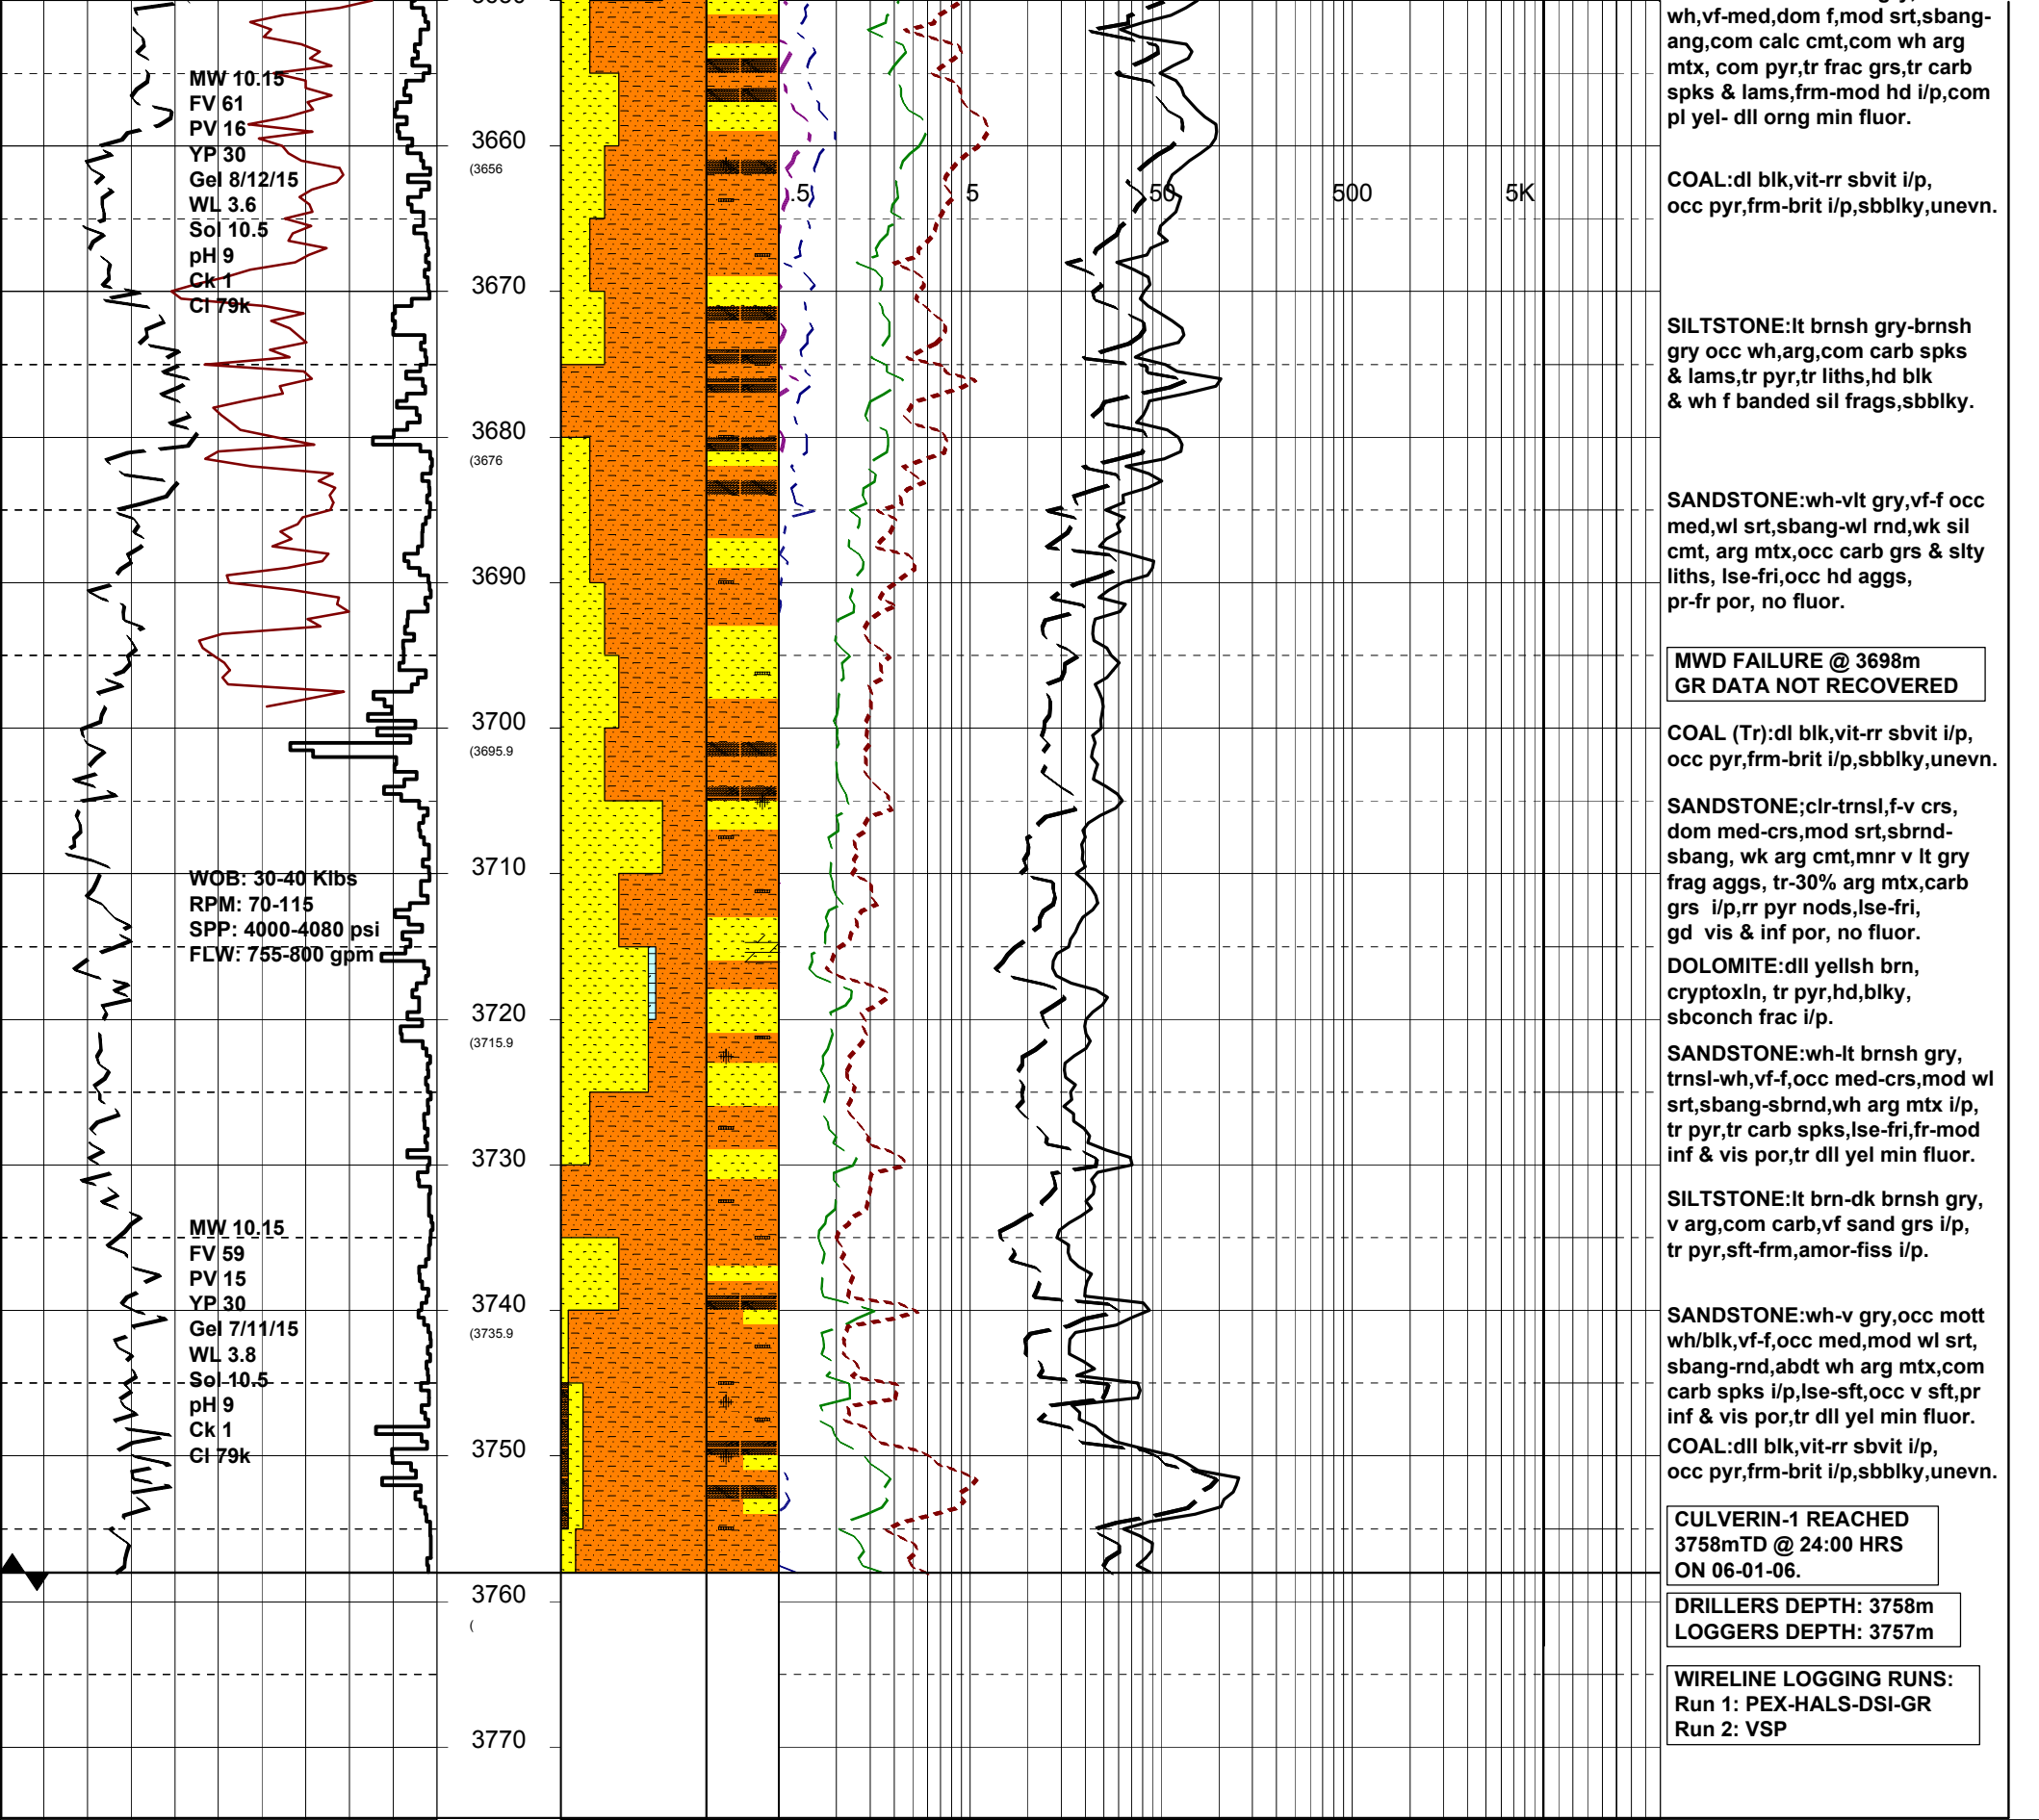 MW 10.15
FV 61
PV 16
YP 30
Gel 8/12/15
WL 3.6
Sol 10.5
pH 9
Ck 1
Cl 79k
WOB: 30-40 Klbs
RPM: 70-115
SPP: 4000-4080 psi
FLW: 755-800 gpm
MW 10.15
FV 59
PV 15
YP 30
Gel 7/11/15
WL 3.8
Sol 10.5
pH 9
Ck 1
Cl 79k
3660
(3656
3670
3680
(3676
3690
3700
(3695.9
3710
3720
(3715.9
3730
3740
(3735.9
3750
3760
(
3770
.5 5 50 500 5K
wh,vf-med,dom f,mod srt,sbang-
ang,com calc cmt,com wh arg
mtx, com pyr,tr frac grs,tr carb
spks & lams,frm-mod hd i/p,com
pl yel- dll orng min fluor.
COAL:dl blk,vit-rr sbvit i/p,
occ pyr,frm-brit i/p,sbblky,unevn.
SILTSTONE:lt brnsh gry-brnsh
gry occ wh,arg,com carb spks
& lams,tr pyr,tr liths,hd blk
& wh f banded sil frags,sbblky.
SANDSTONE:wh-vlt gry,vf-f occ
med,wl srt,sbang-wl rnd,wk sil
cmt, arg mtx,occ carb grs & slty
liths, lse-fri,occ hd aggs,
pr-fr por, no fluor.
MWD FAILURE @ 3698m
GR DATA NOT RECOVERED
COAL (Tr):dl blk,vit-rr sbvit i/p,
occ pyr,frm-brit i/p,sbblky,unevn.
SANDSTONE;clr-trnsl,f-v crs,
dom med-crs,mod srt,sbrnd-
sbang, wk arg cmt,mnr v lt gry
frag aggs, tr-30% arg mtx,carb
grs i/p,rr pyr nods,lse-fri,
gd vis & inf por, no fluor.
DOLOMITE:dll yellsh brn,
cryptoxln, tr pyr,hd,blky,
sbconch frac i/p.
SANDSTONE:wh-lt brnsh gry,
trnsl-wh,vf-f,occ med-crs,mod wl
srt,sbang-sbrnd,wh arg mtx i/p,
tr pyr,tr carb spks,lse-fri,fr-mod
inf & vis por,tr dll yel min fluor.
SILTSTONE:lt brn-dk brnsh gry,
v arg,com carb,vf sand grs i/p,
tr pyr,sft-frm,amor-fiss i/p.
SANDSTONE:wh-v gry,occ mott
wh/blk,vf-f,occ med,mod wl srt,
sbang-rnd,abdt wh arg mtx,com
carb spks i/p,lse-sft,occ v sft,pr
inf & vis por,tr dll yel min fluor.
COAL:dll blk,vit-rr sbvit i/p,
occ pyr,frm-brit i/p,sbblky,unevn.
CULVERIN-1 REACHED
3758mTD @ 24:00 HRS
ON 06-01-06.
DRILLERS DEPTH: 3758m
LOGGERS DEPTH: 3757m
WIRELINE LOGGING RUNS:
Run 1: PEX-HALS-DSI-GR
Run 2: VSP